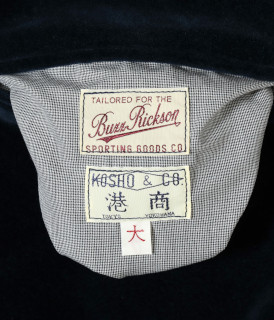 TAILORED FOR THE
Buzz Rickson
SPORTING GOODS CO.
KOSHO & CO.
港商
TOKYO YOKOHAMA
大